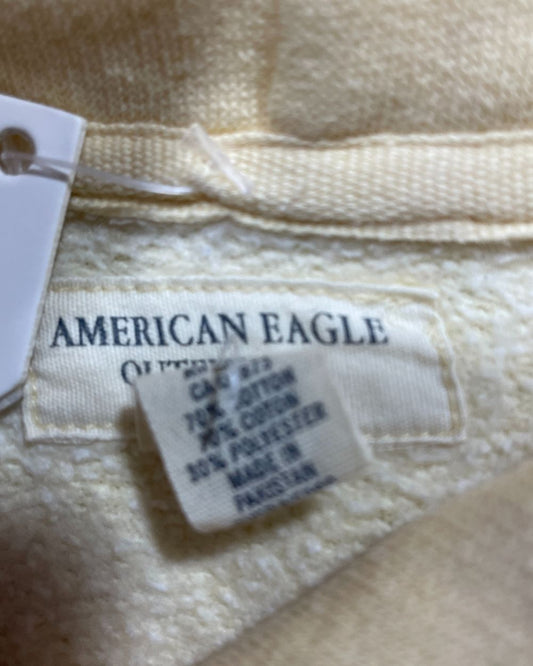 AMERICAN EAGLE
70% COTTON
70% COTON
30% POLYESTER
MADE IN
PAKISTAN